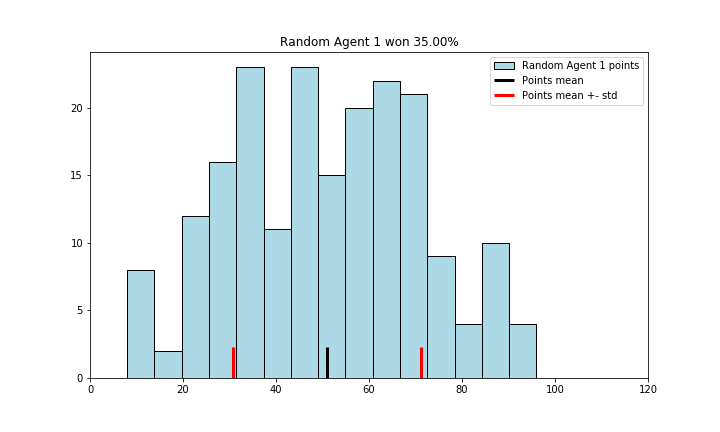 Random Agent 1 won 35.00%
Random Agent 1 points
Points mean
Points mean +- std
20
15
10
5
0
0 20 40 60 80 100 120